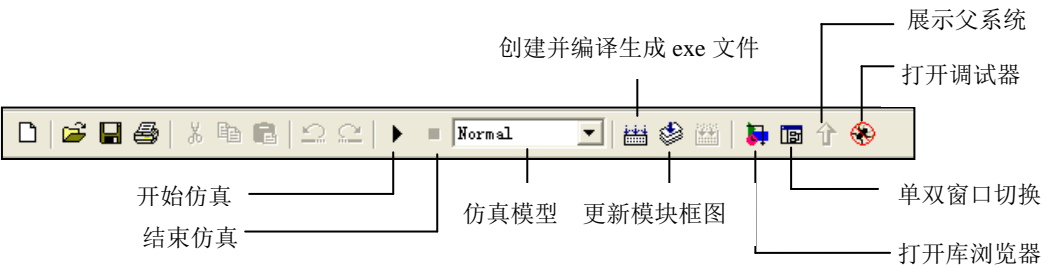 展示父系统
创建并编译生成 exe 文件
打开调试器
Normal
开始仿真
仿真模型
更新模块框图
单双窗口切换
结束仿真
打开库浏览器